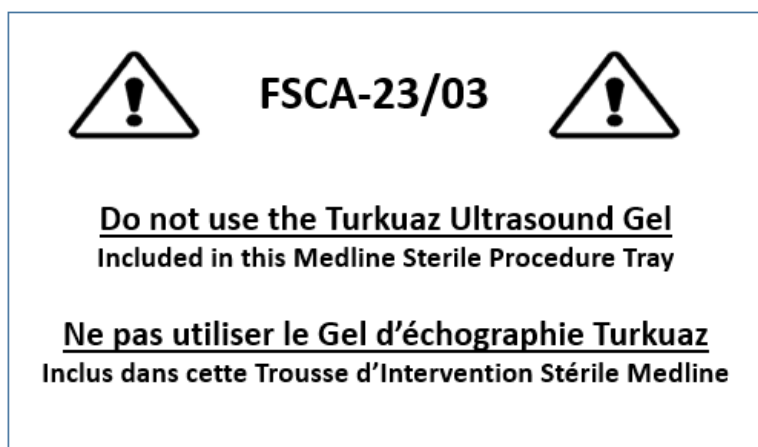 FSCA-23/03
Do not use the Turkuaz Ultrasound Gel
Included in this Medline Sterile Procedure Tray
Ne pas utiliser le Gel d’échographie Turkuaz
Inclus dans cette Trousse d’Intervention Stérile Medline